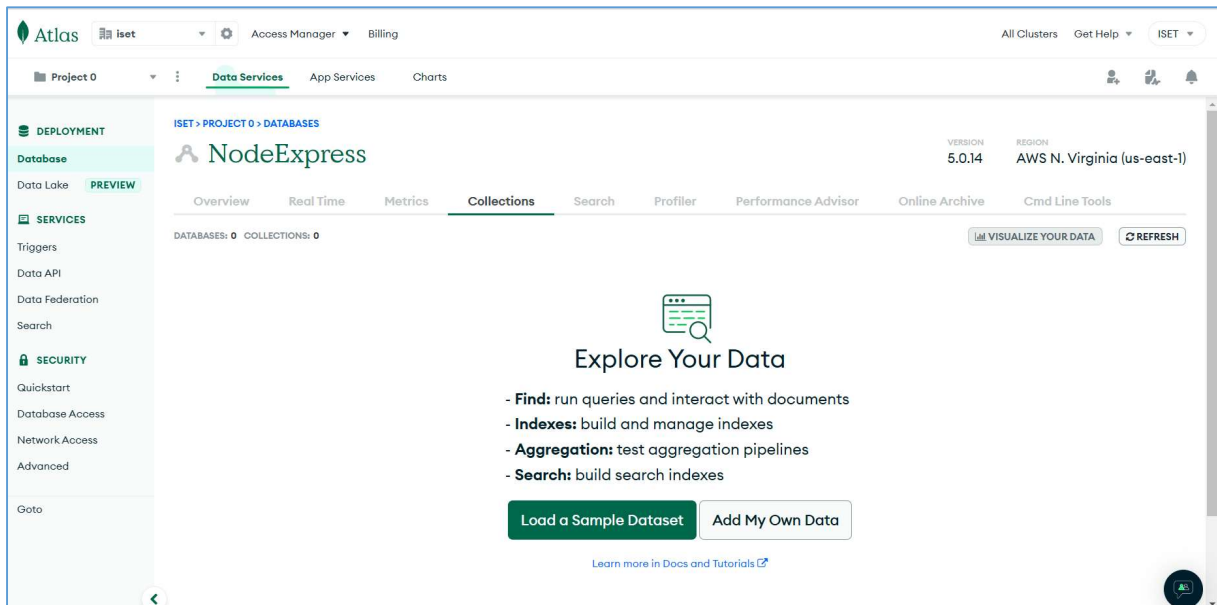 Atlas iset Access Manager Billing All Clusters Get Help ISET
Project 0 Data Services App Services Charts
DEPLOYMENT
Database
Data Lake PREVIEW
SERVICES
Triggers
Data API
Data Federation
Search
SECURITY
Quickstart
Database Access
Network Access
Advanced
Goto
ISET > PROJECT 0 > DATABASES
NodeExpress
VERSION
5.0.14
REGION
AWS N. Virginia (us-east-1)
Overview Real Time Metrics Collections Search Profiler Performance Advisor Online Archive Cmd Line Tools
DATABASES: 0 COLLECTIONS: 0 VISUALIZE YOUR DATA REFRESH
Explore Your Data
- Find: run queries and interact with documents
- Indexes: build and manage indexes
- Aggregation: test aggregation pipelines
- Search: build search indexes
Load a Sample Dataset Add My Own Data
Learn more in Docs and Tutorials